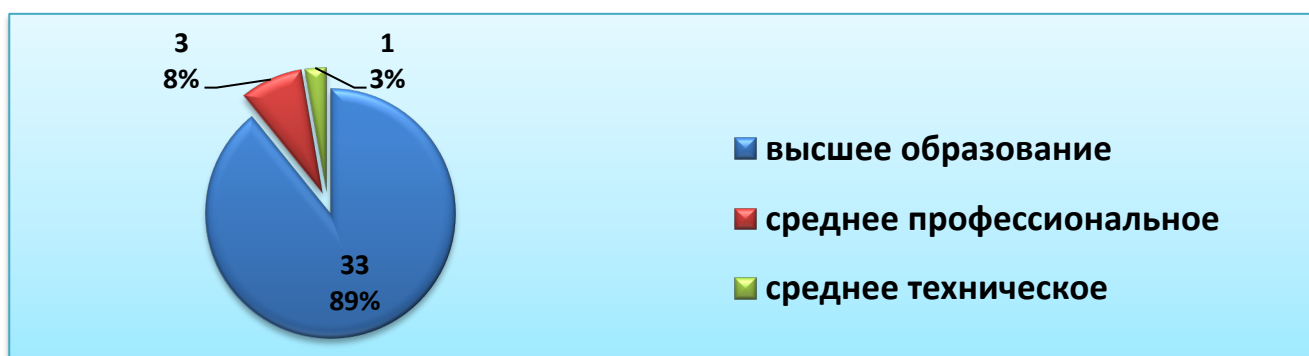 3
8%
1
3%
33
89%
высшее образование
среднее профессиональное
среднее техническое